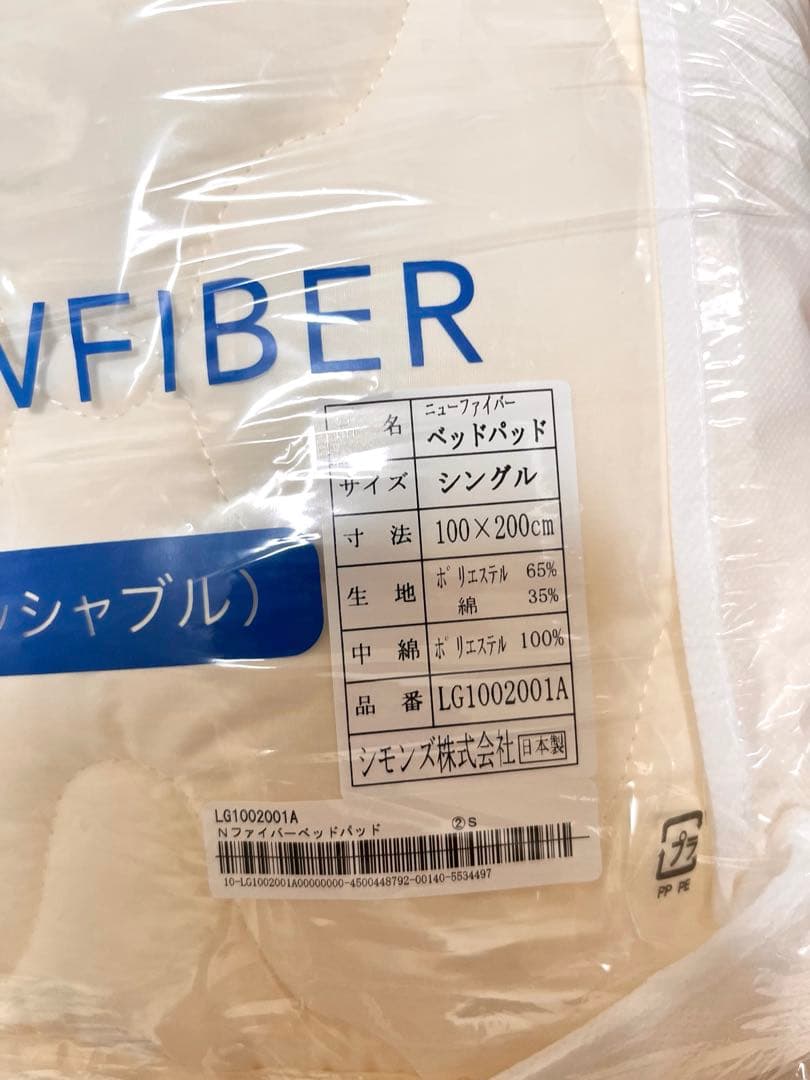 WFIBER
ッシャブル）
名 ニューファイバー ベッドパッド
サイズ シングル
寸法 100×200cm
生地 ポリエステル 65% 綿 35%
中綿 ポリエステル 100%
品番 LG1002001A
シモンズ株式会社 日本製
LG1002001A
Nファイバーベッドパッド ②S
10-LG1002001A00000000-4500448792-00140-5534497
プラ
PP PE